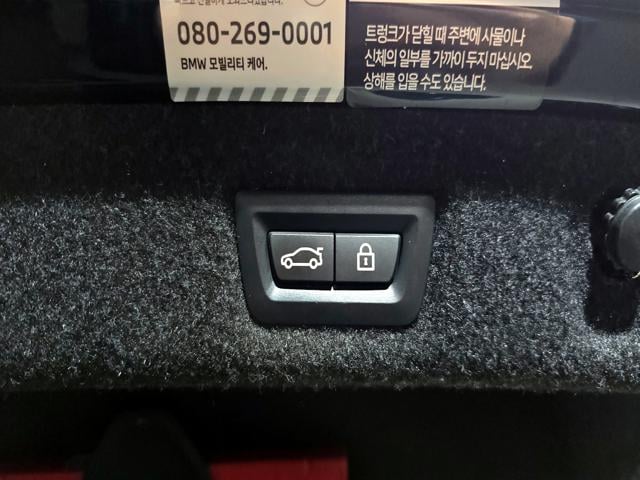 080-269-0001
BMW 모빌리티 케어.
트렁크가 닫힐 때 주변에 사물이나
신체의 일부를 가까이 두지 마십시오.
상해를 입을 수도 있습니다.